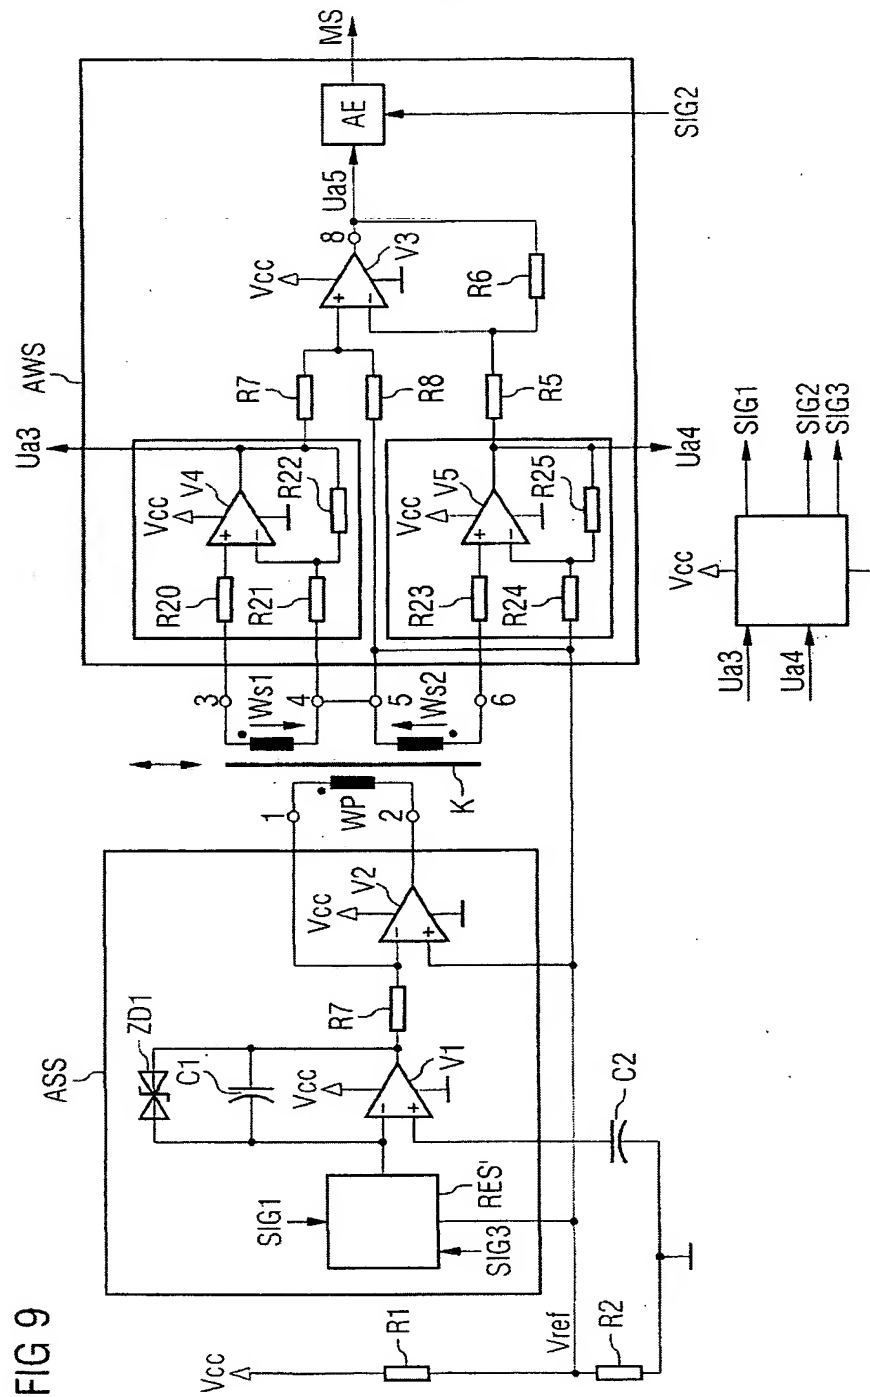 FIG 9
ASS
ZD1
C1
Vcc
V1
R7
Vcc
V2
SIG1
RES'
SIG3
C2
Vcc
R1
Vref
R2
1
WP
2
K
Ws1
Ws2
3
4
5
6
AWS
Ua3
R20
R21
Vcc
V4
R22
R23
R24
Vcc
V5
R25
Ua4
R7
R8
R5
Vcc
8
V3
R6
Ua5
AE
MS
SIG2
Vcc
Ua3
Ua4
SIG1
SIG2
SIG3
+
−
+
−
+
−
+
−
+
−